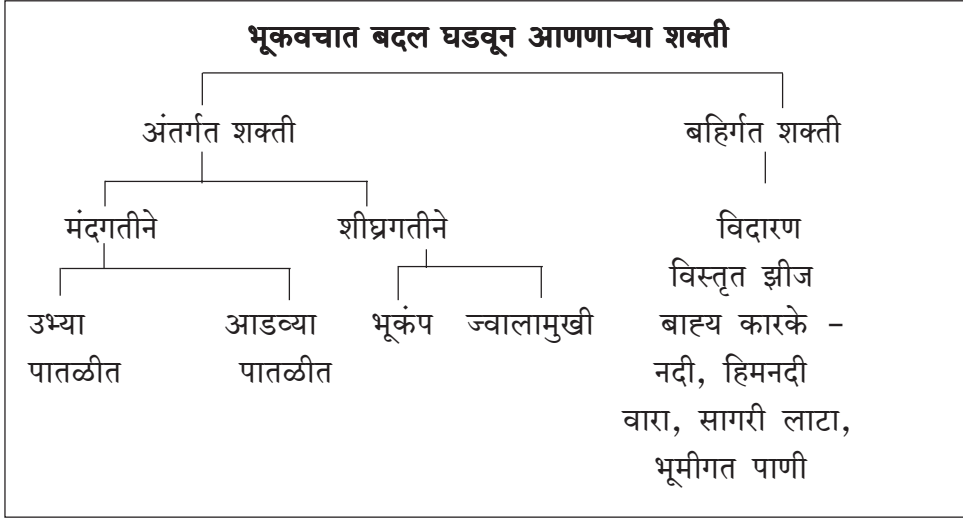 भूकवचात बदल घडवून आणणाऱ्या शक्ती
अंतर्गत शक्ती बहिर्गत शक्ती
मंदगतीने शीघ्रगतीने विदारण
विस्तृत झीज
उभ्या आडव्या भूकंप ज्वालामुखी बाह्य कारके -
पातळीत पातळीत नदी, हिमनदी
वारा, सागरी लाटा,
भूमीगत पाणी